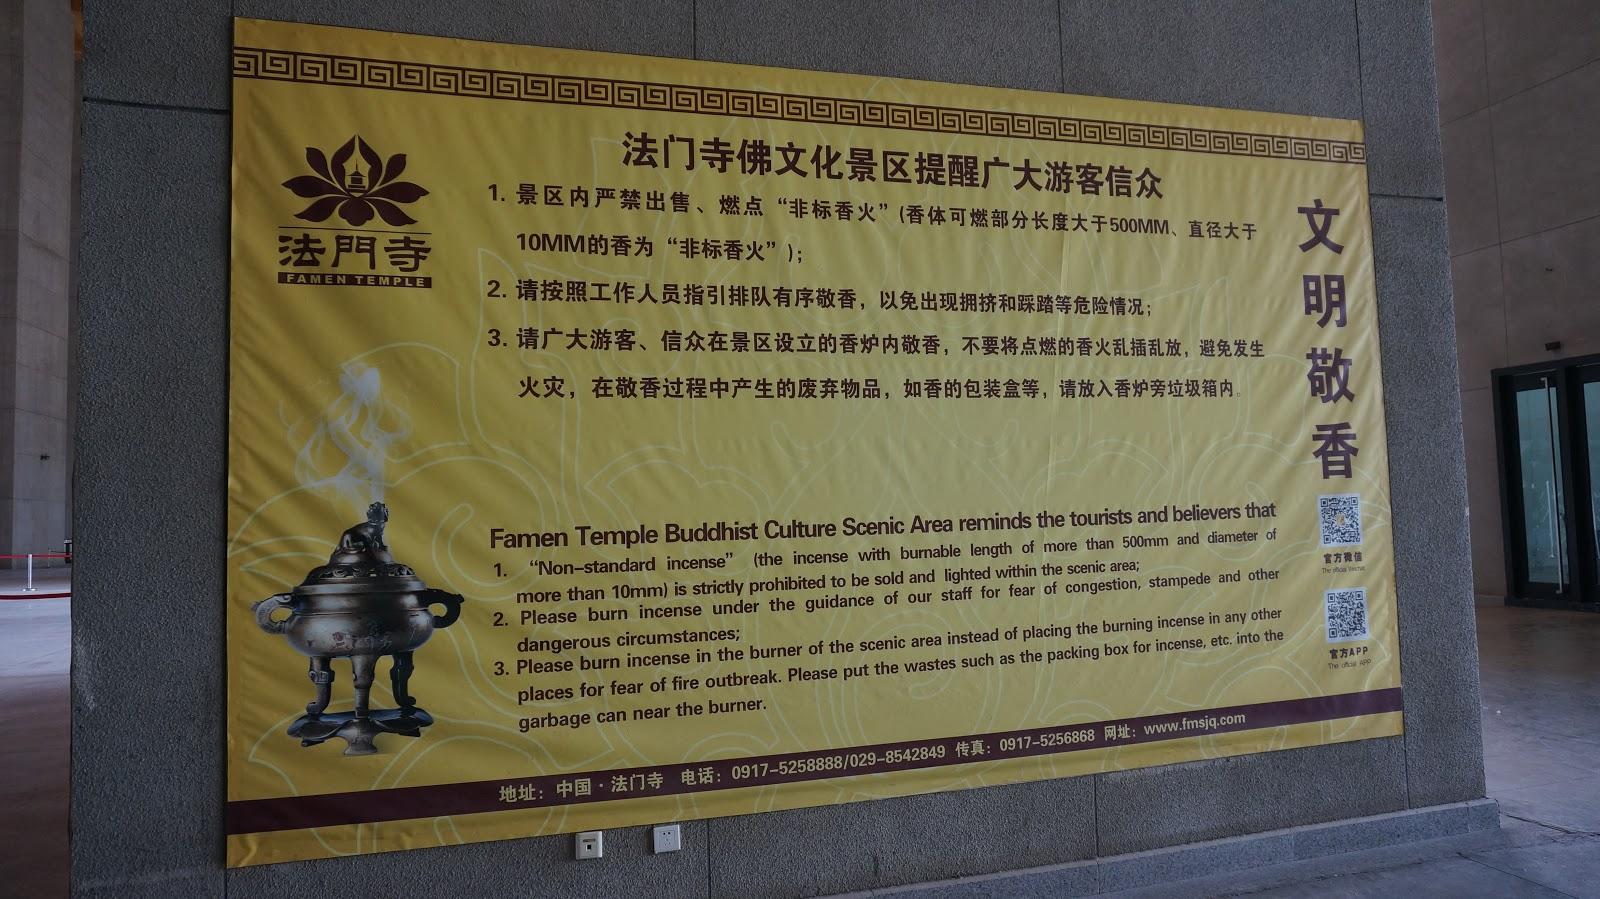 法門寺
FAMEN TEMPLE
法门寺佛文化景区提醒广大游客信众
1. 景区内严禁出售、燃点“非标香火”(香体可燃部分长度大于500MM、直径大于
10MM的香为“非标香火”);
2. 请按照工作人员指引排队有序敬香，以免出现拥挤和踩踏等危险情况;
3. 请广大游客、信众在景区设立的香炉内敬香，不要将点燃的香火乱插乱放，避免发生
火灾，在敬香过程中产生的废弃物品，如香的包装盒等，请放入香炉旁垃圾箱内。
文明敬香
Famen Temple Buddhist Culture Scenic Area reminds the tourists and believers that
1. “Non-standard incense” (the incense with burnable length of more than 500mm and diameter of
more than 10mm) is strictly prohibited to be sold and lighted within the scenic area;
2. Please burn incense under the guidance of our staff for fear of congestion, stampede and other
dangerous circumstances;
3. Please burn incense in the burner of the scenic area instead of placing the burning incense in any other
places for fear of fire outbreak. Please put the wastes such as the packing box for incense, etc. into the
garbage can near the burner.
官方微信
The official Wechat
官方APP
The official APP
地址：中国·法门寺 电话：0917-5258888/029-8542849 传真：0917-5256868 网址：www.fmsjq.com